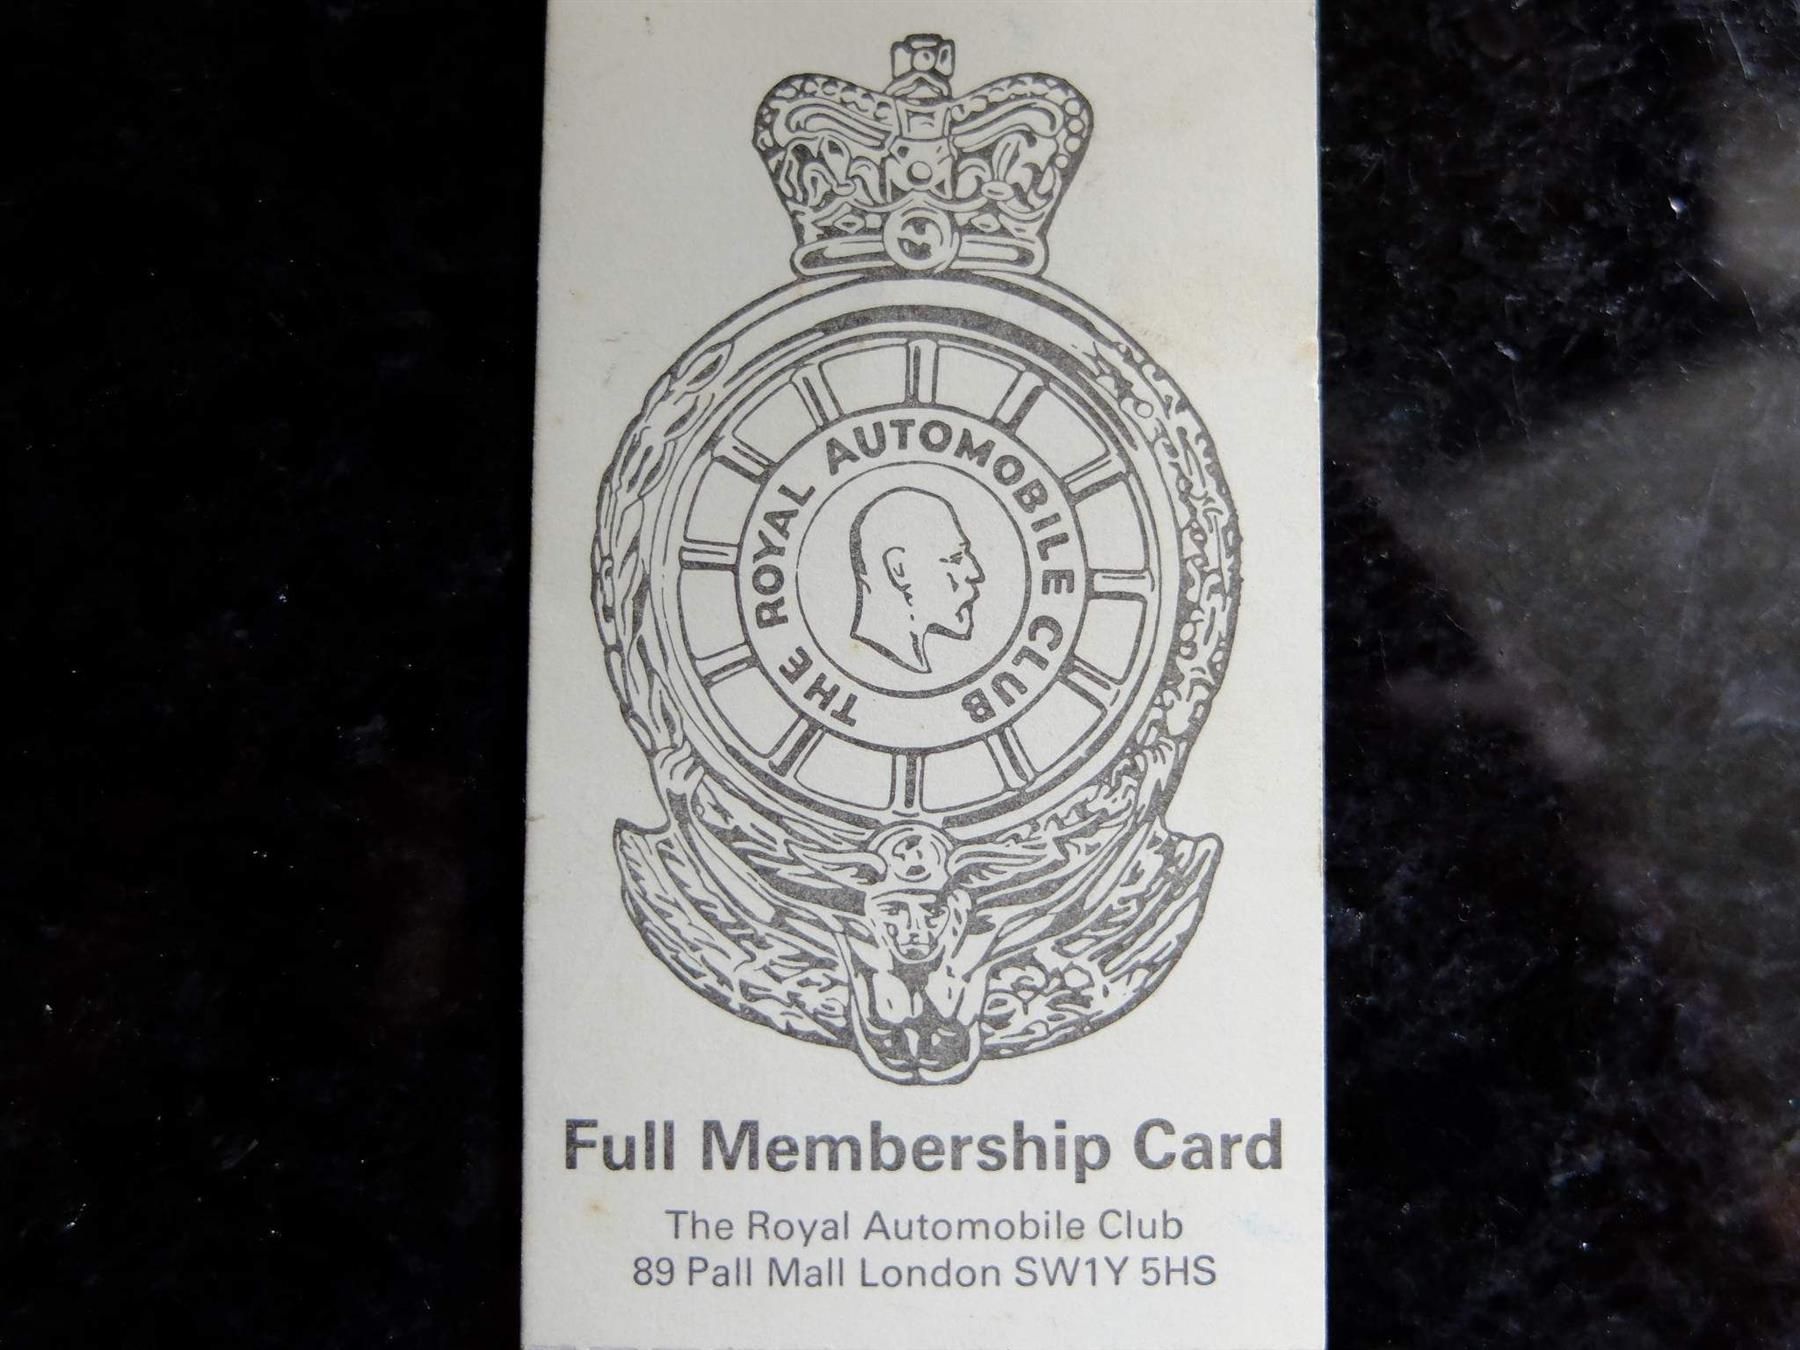 THE ROYAL AUTOMOBILE CLUB
Full Membership Card
The Royal Automobile Club
89 Pall Mall London SW1Y 5HS